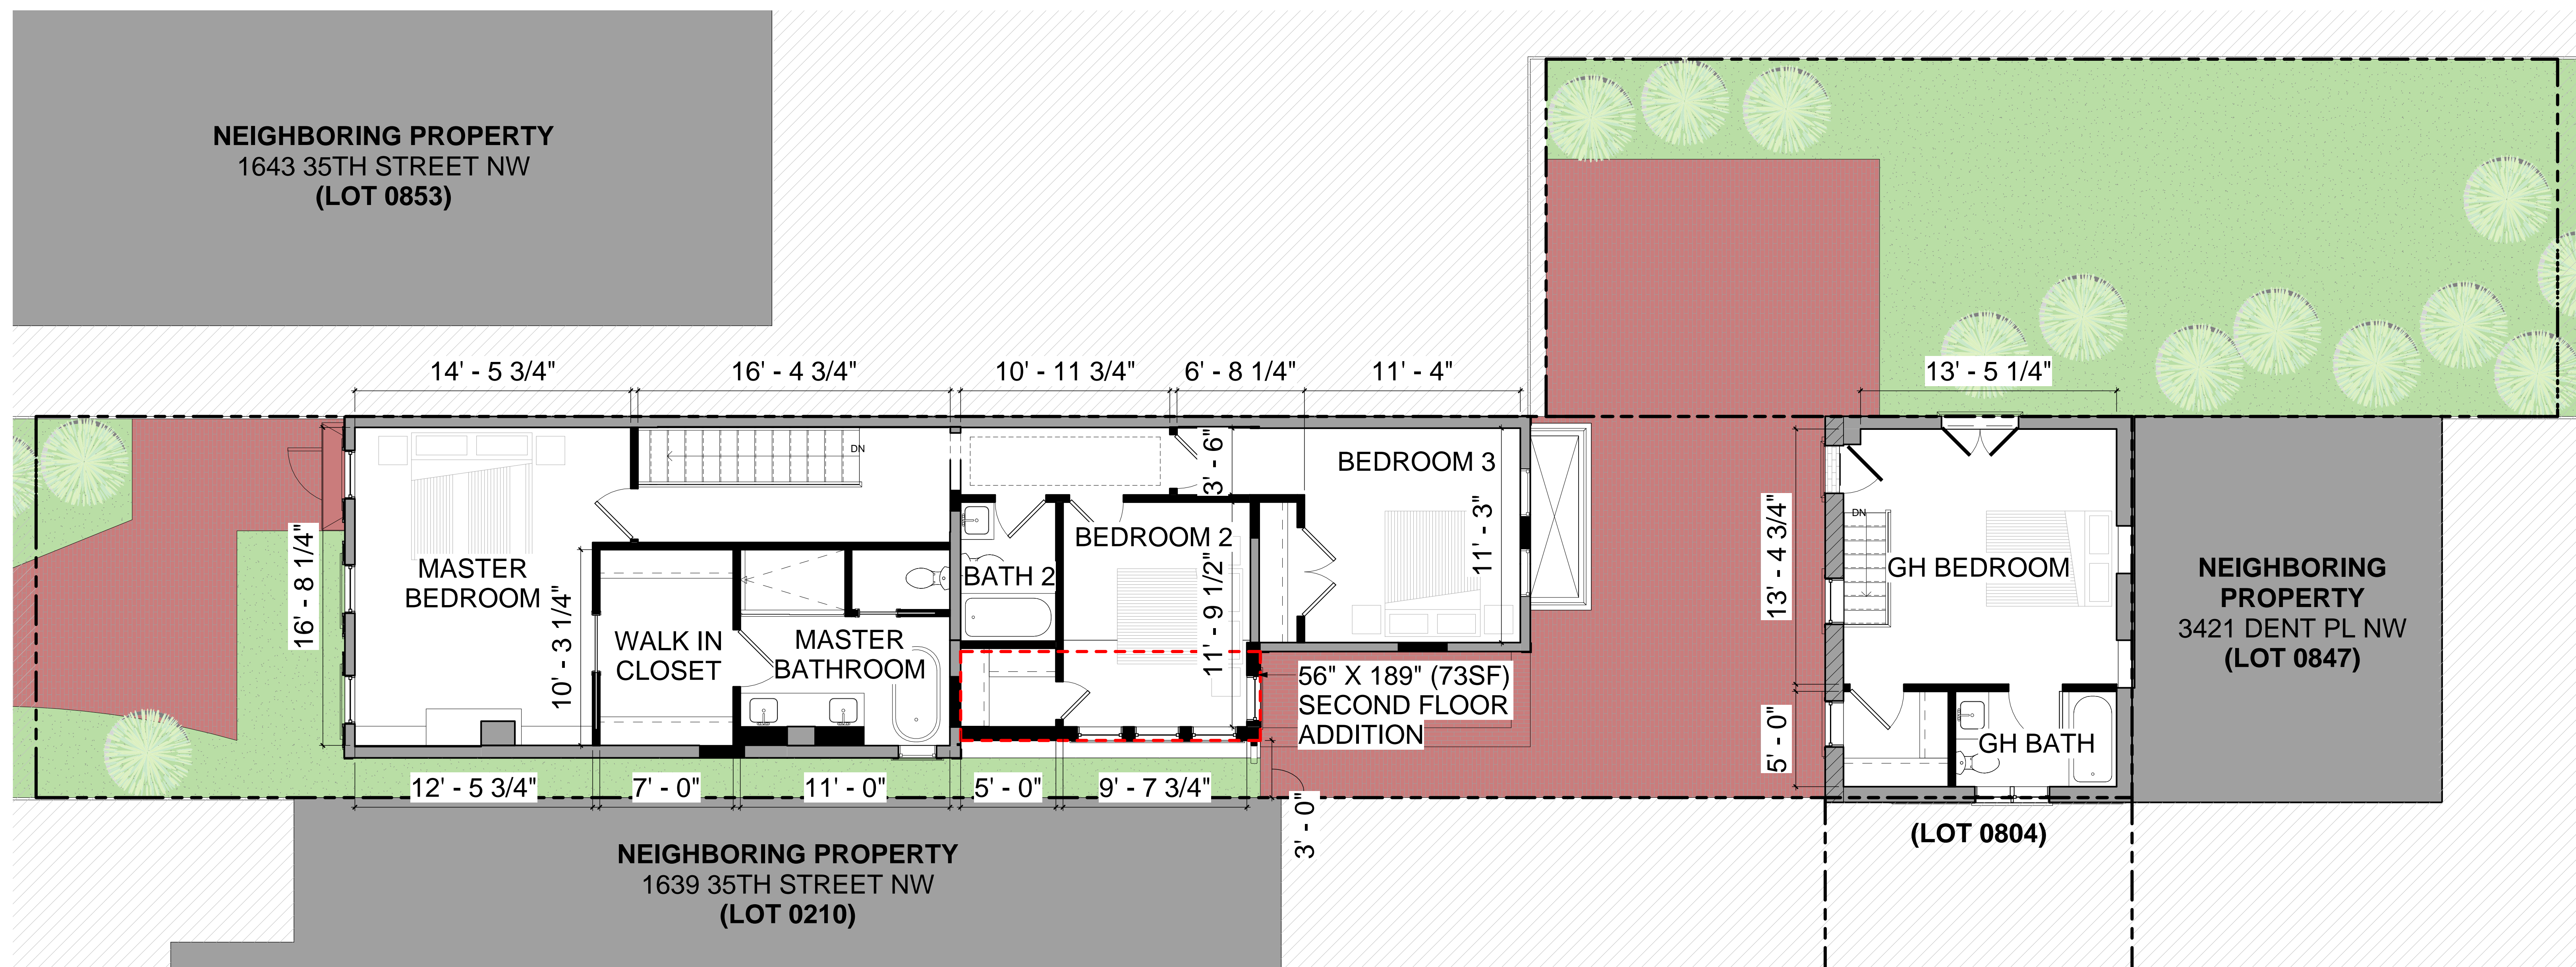 NEIGHBORING PROPERTY
1643 35TH STREET NW
(LOT 0853)
14' - 5 3/4"
16' - 4 3/4"
10' - 11 3/4"
6' - 8 1/4"
11' - 4"
13' - 5 1/4"
DN
3' - 6"
BEDROOM 3
16' - 8 1/4"
MASTER
BEDROOM
10' - 3 1/4"
WALK IN
CLOSET
MASTER
BATHROOM
BATH 2
BEDROOM 2
11' - 9 1/2"
11' - 3"
56" X 189" (73SF)
SECOND FLOOR
ADDITION
13' - 4 3/4"
DN
GH BEDROOM
5' - 0"
GH BATH
NEIGHBORING
PROPERTY
3421 DENT PL NW
(LOT 0847)
12' - 5 3/4"
7' - 0"
11' - 0"
5' - 0"
9' - 7 3/4"
3' - 0"
(LOT 0804)
NEIGHBORING PROPERTY
1639 35TH STREET NW
(LOT 0210)